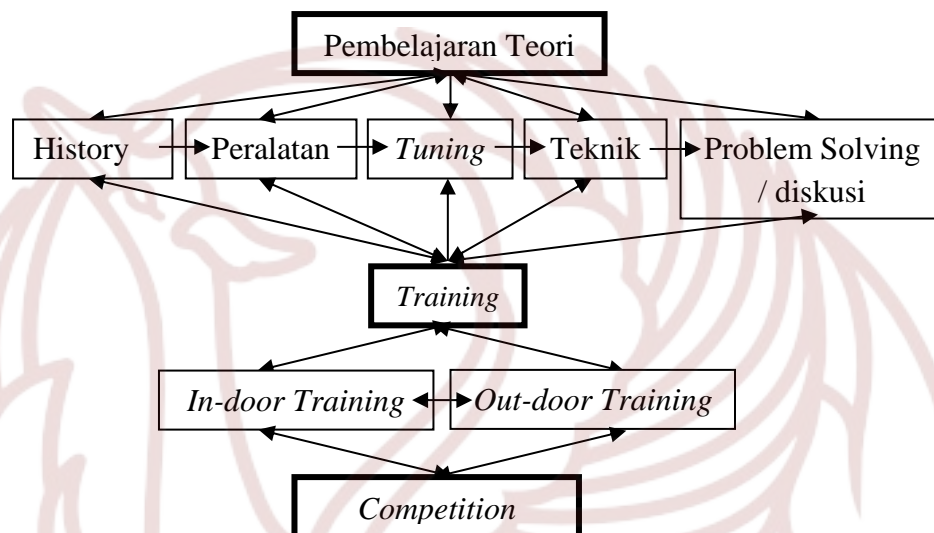 Pembelajaran Teori
History
Peralatan
Tuning
Teknik
Problem Solving
/ diskusi
Training
In-door Training
Out-door Training
Competition